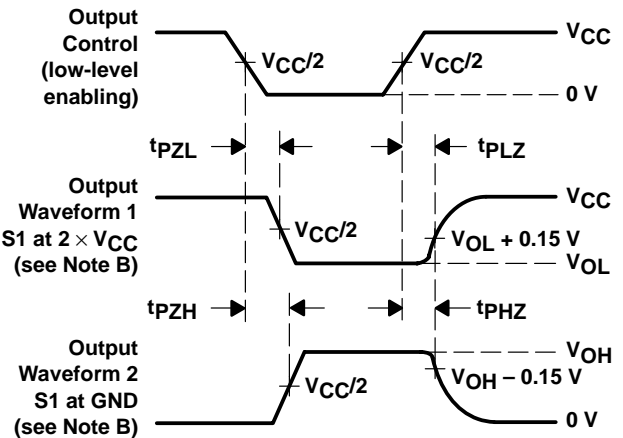 Output
Control
(low-level
enabling)
VCC/2
VCC/2
VCC
0 V
tPZL
tPLZ
Output
Waveform 1
S1 at 2 × VCC
(see Note B)
VCC/2
VCC
VOL + 0.15 V
VOL
tPZH
tPHZ
Output
Waveform 2
S1 at GND
(see Note B)
VCC/2
VOH
VOH – 0.15 V
0 V